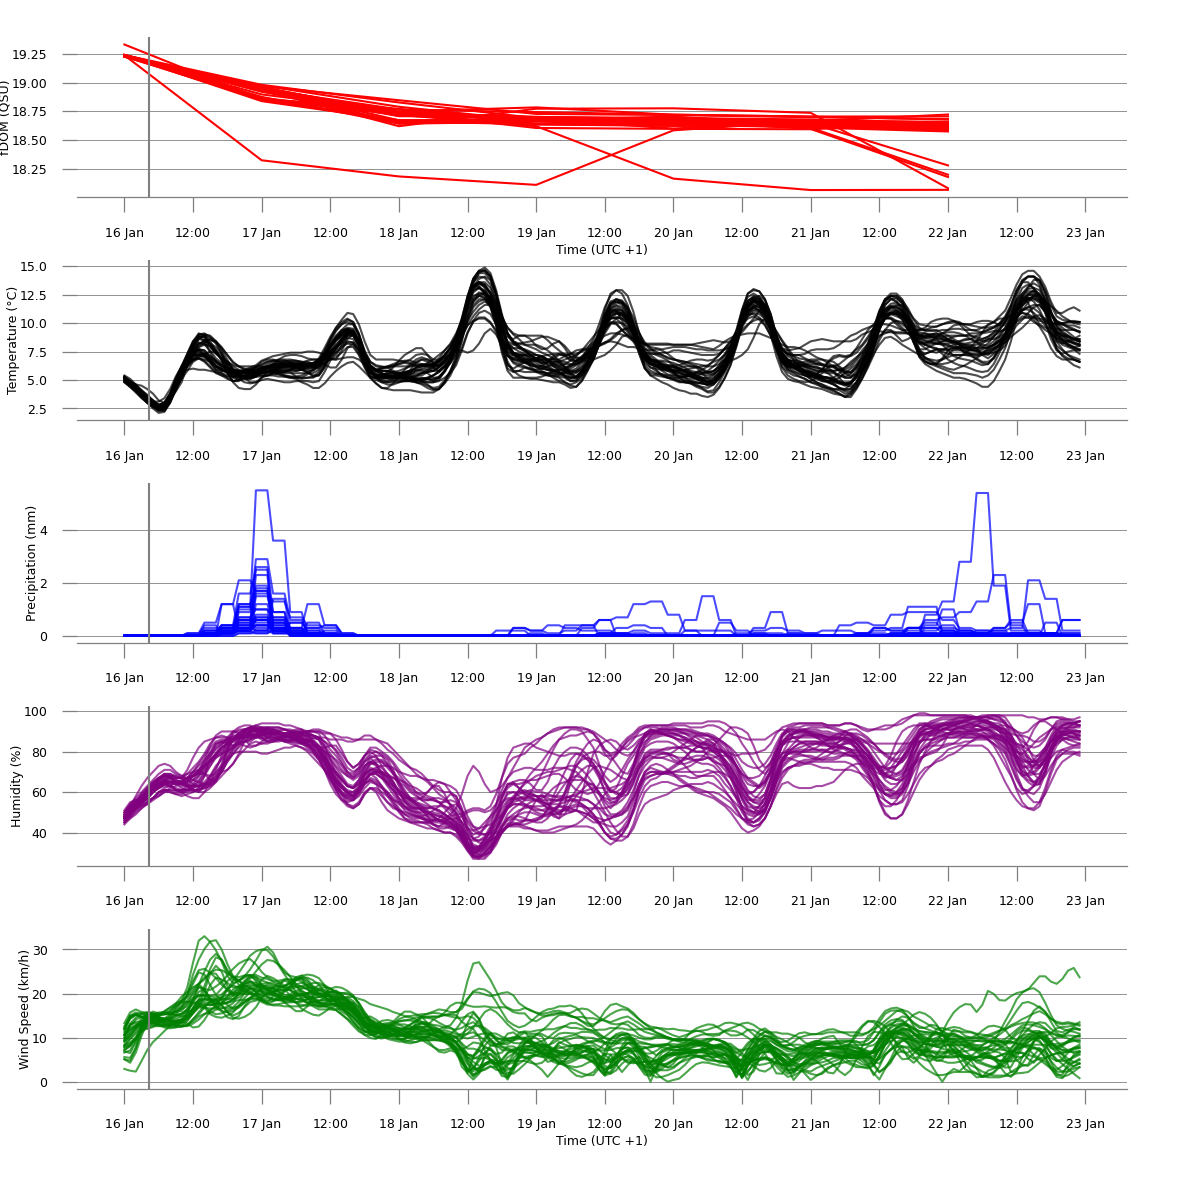 fDOM (QSU)
19.25
19.00
18.75
18.50
18.25
16 Jan 12:00 17 Jan 12:00 18 Jan 12:00 19 Jan 12:00 20 Jan 12:00 21 Jan 12:00 22 Jan 12:00 23 Jan
Time (UTC +1)
Temperature (°C)
15.0
12.5
10.0
7.5
5.0
2.5
16 Jan 12:00 17 Jan 12:00 18 Jan 12:00 19 Jan 12:00 20 Jan 12:00 21 Jan 12:00 22 Jan 12:00 23 Jan
Precipitation (mm)
4
2
0
16 Jan 12:00 17 Jan 12:00 18 Jan 12:00 19 Jan 12:00 20 Jan 12:00 21 Jan 12:00 22 Jan 12:00 23 Jan
Humidity (%)
100
80
60
40
16 Jan 12:00 17 Jan 12:00 18 Jan 12:00 19 Jan 12:00 20 Jan 12:00 21 Jan 12:00 22 Jan 12:00 23 Jan
Wind Speed (km/h)
30
20
10
0
16 Jan 12:00 17 Jan 12:00 18 Jan 12:00 19 Jan 12:00 20 Jan 12:00 21 Jan 12:00 22 Jan 12:00 23 Jan
Time (UTC +1)